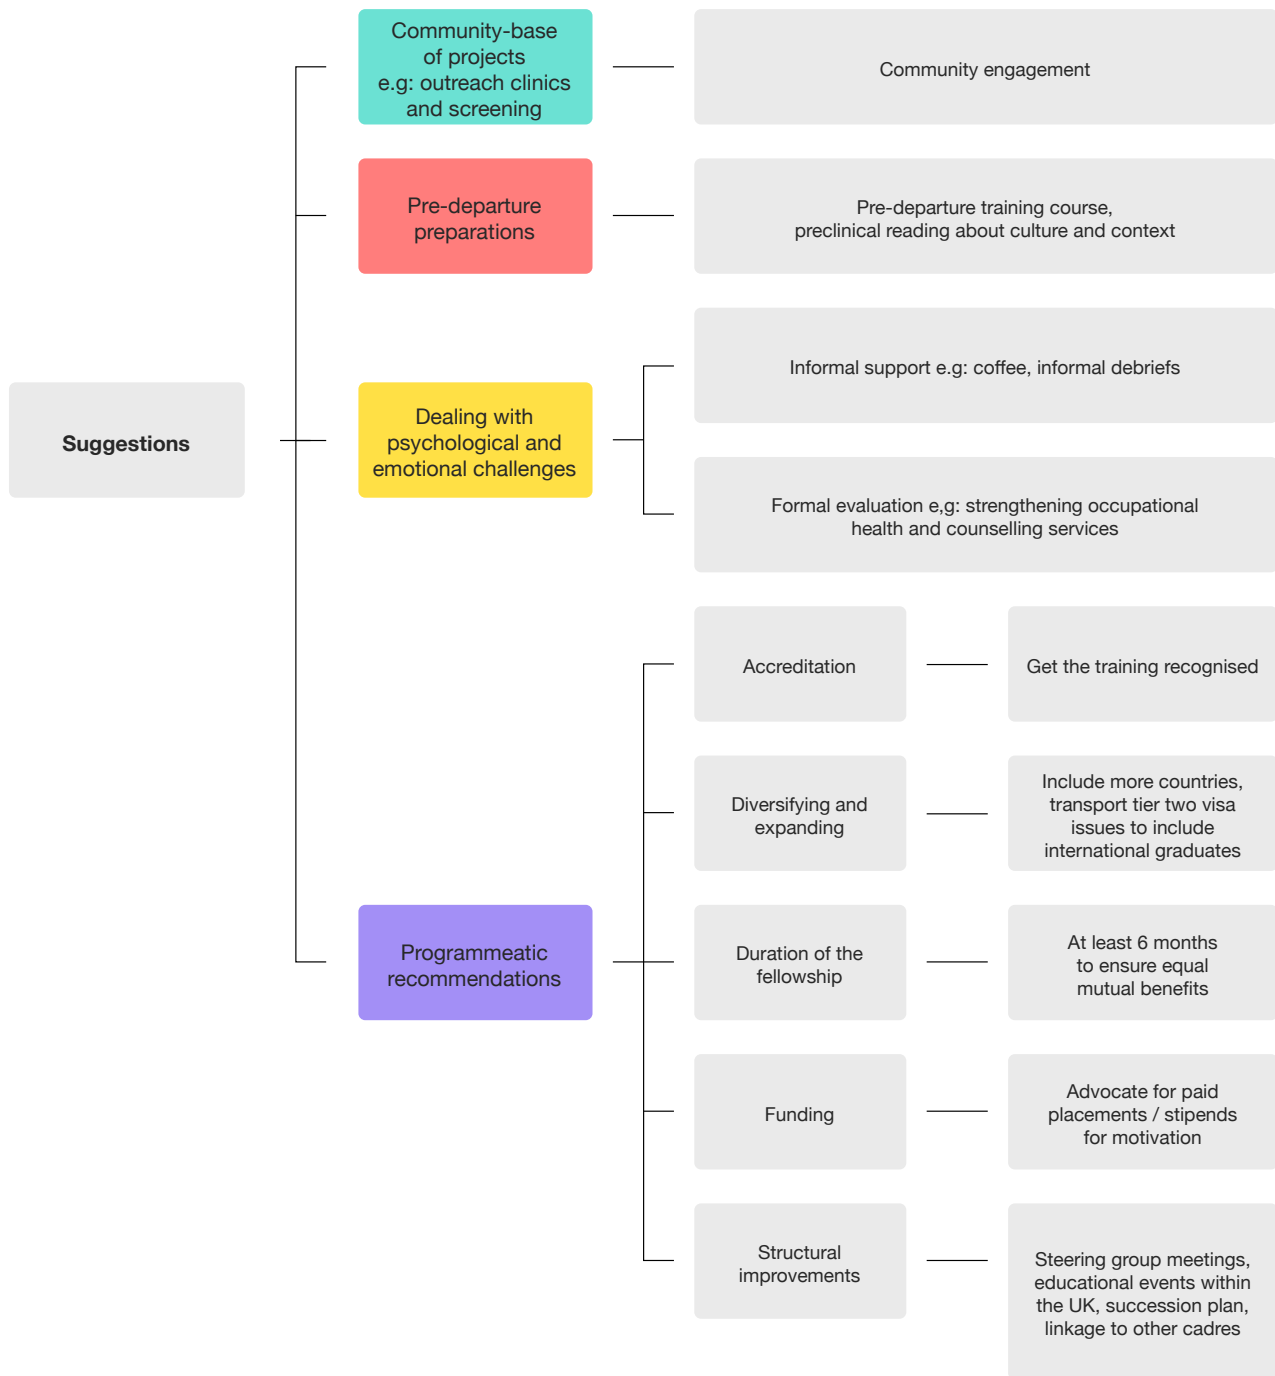 Suggestions
Community-base
of projects
e.g: outreach clinics
and screening
Community engagement
Pre-departure
preparations
Pre-departure training course,
preclinical reading about culture and context
Dealing with
psychological and
emotional challenges
Informal support e.g: coffee, informal debriefs
Formal evaluation e,g: strengthening occupational
health and counselling services
Programmeatic
recommendations
Accreditation
Get the training recognised
Diversifying and
expanding
Include more countries,
transport tier two visa
issues to include
international graduates
Duration of the
fellowship
At least 6 months
to ensure equal
mutual benefits
Funding
Advocate for paid
placements / stipends
for motivation
Structural
improvements
Steering group meetings,
educational events within
the UK, succession plan,
linkage to other cadres